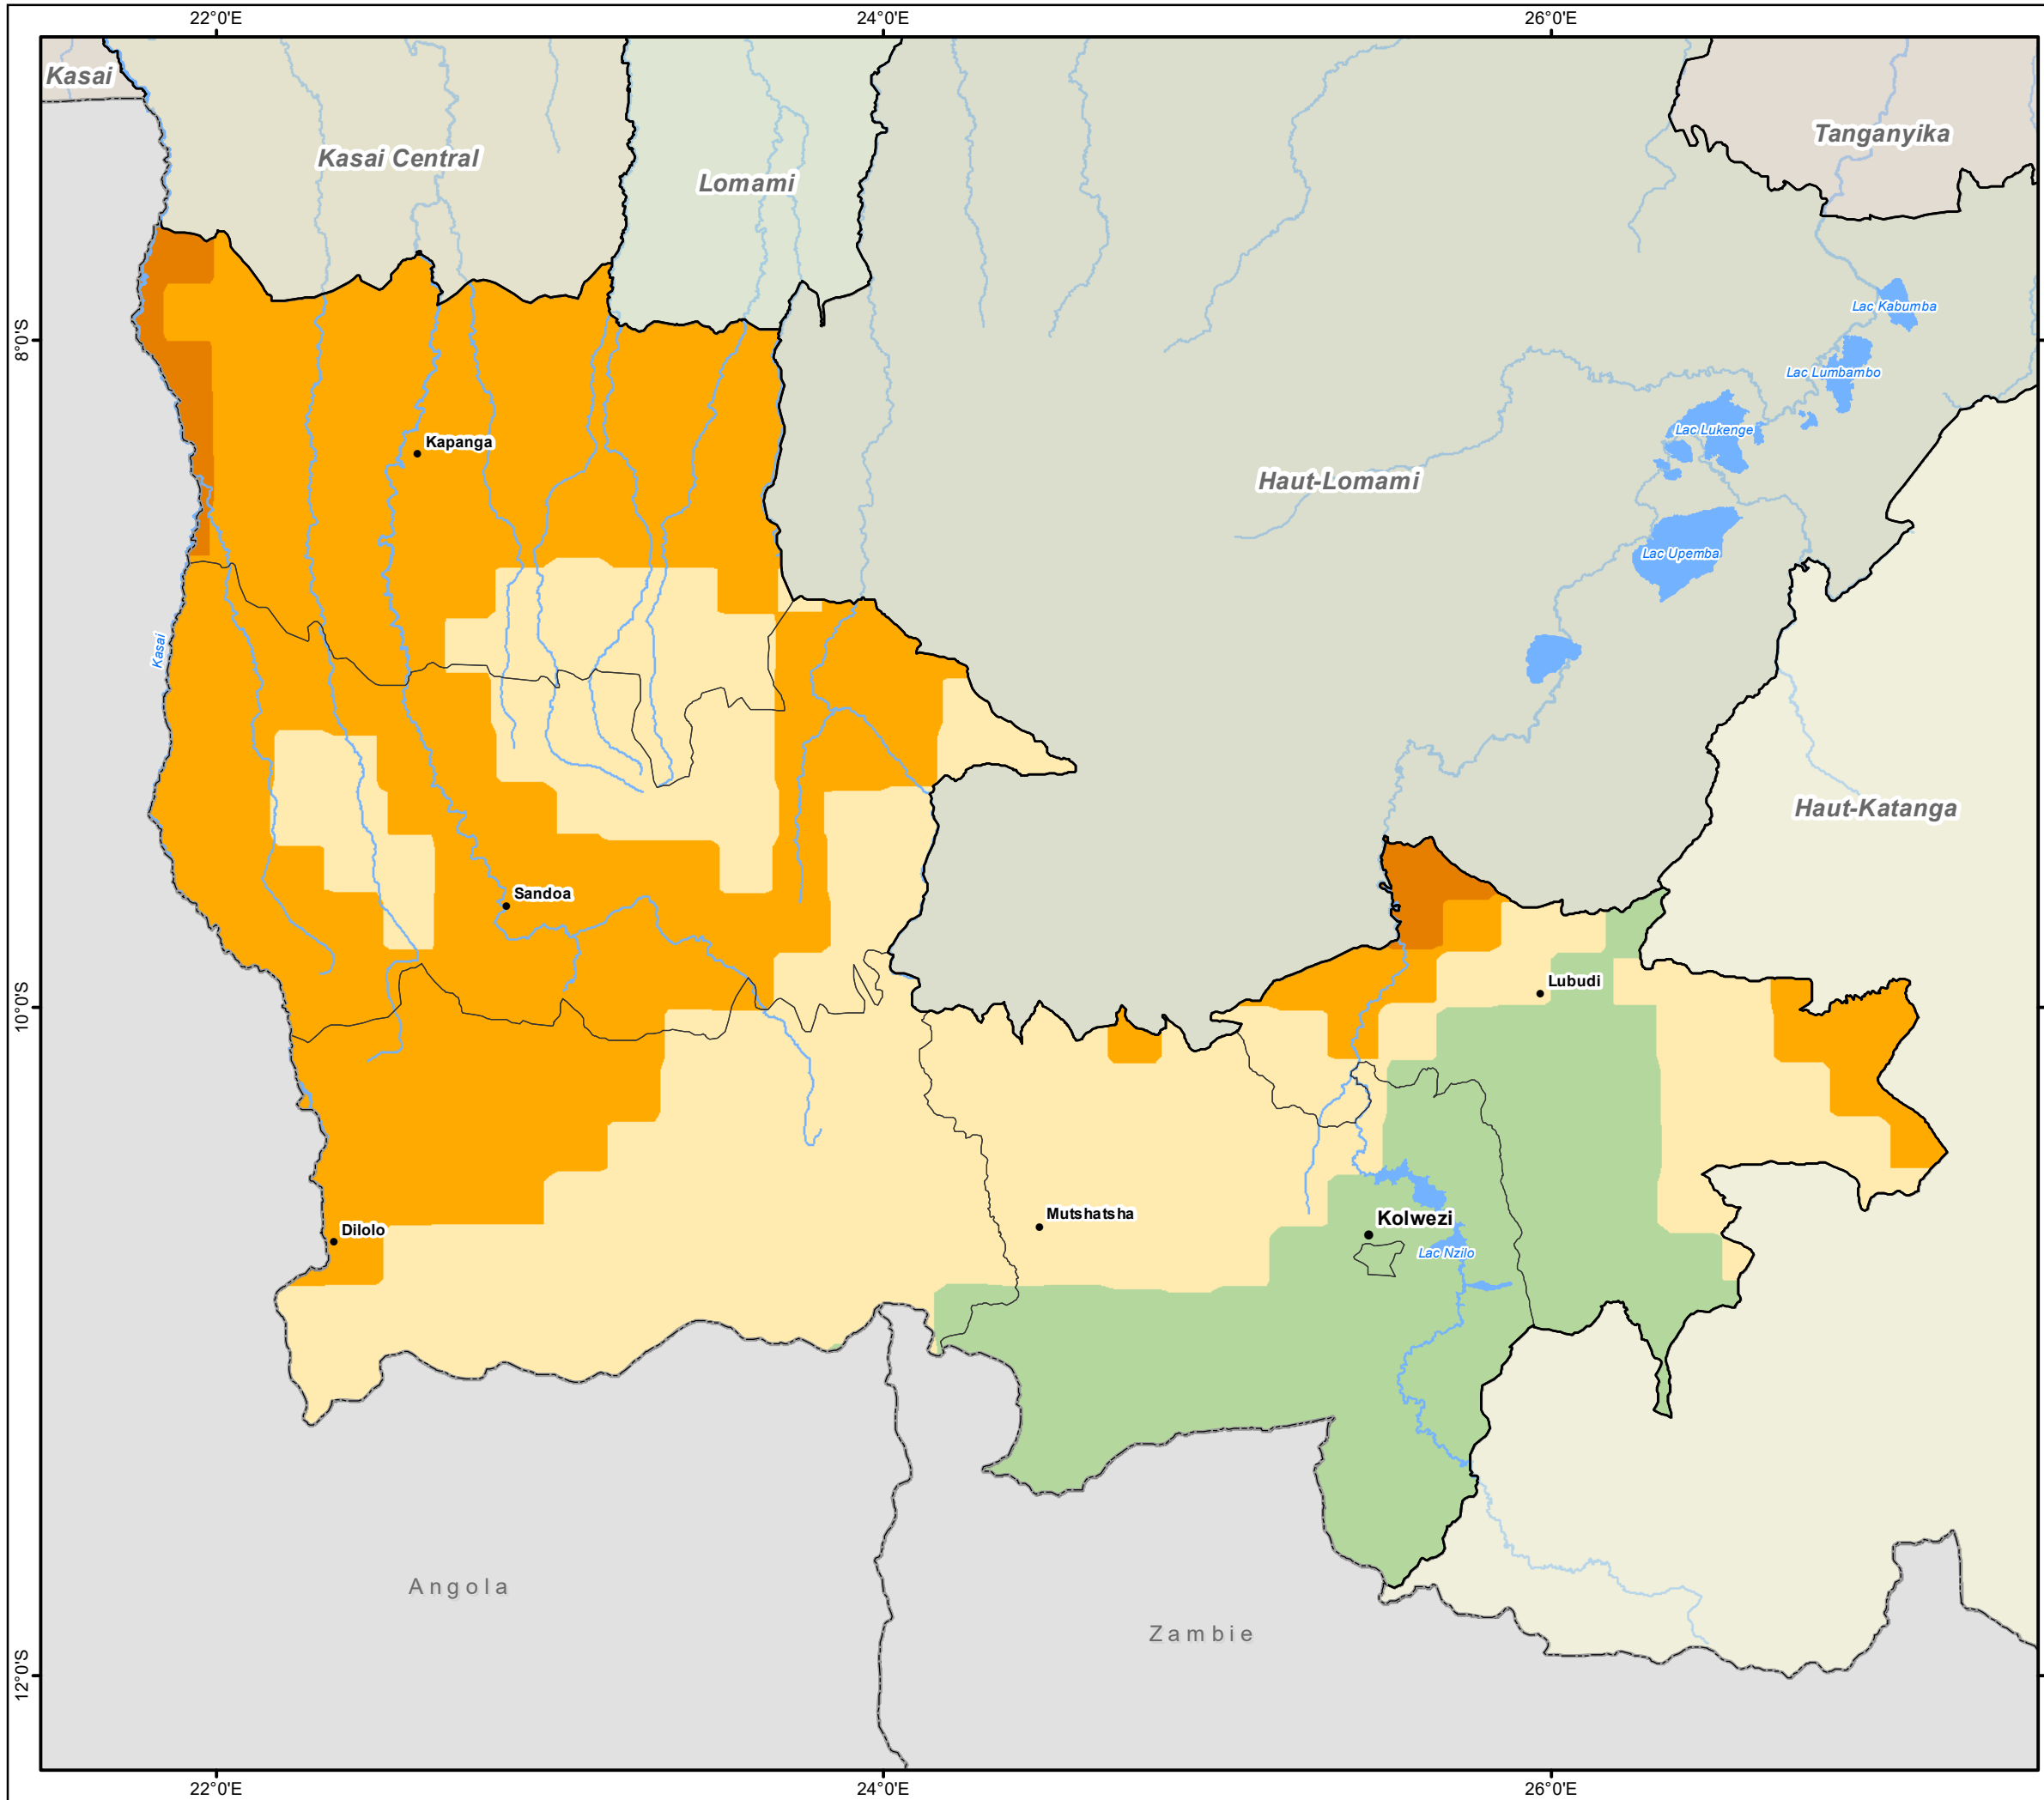 22°0'E
24°0'E
26°0'E
Kasai
Kasai Central
Lomami
Tanganyika
Lac Kabumba
8°0'S
Lac Lumbambo
Lac Lukenge
Kapanga
Haut-Lomami
Lac Upemba
Kasai
Haut-Katanga
Sandoa
Lubudi
10°0'S
Mutshatsha
Kolwezi
Dilolo
Lac Nzilo
Angola
Zambie
12°0'S
22°0'E
24°0'E
26°0'E